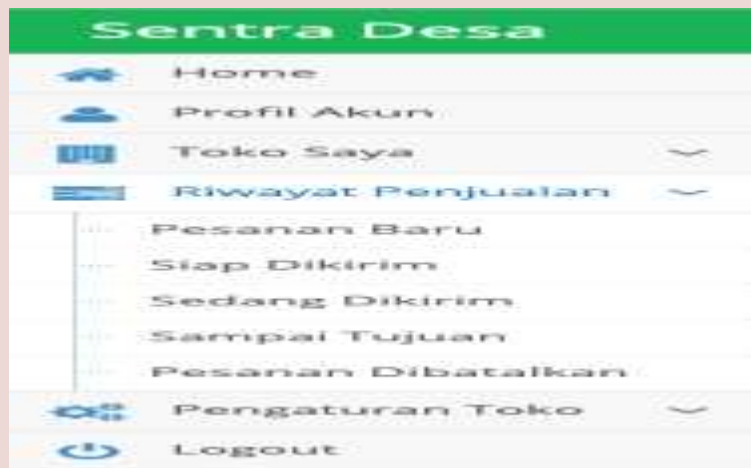 Sentra Desa
Home
Profil Akun
Toko Saya
Riwayat Penjualan
Pesanan Baru
Siap Dikirim
Sedang Dikirim
Sampai Tujuan
Pesanan Dibatalkan
Pengaturan Toko
Logout